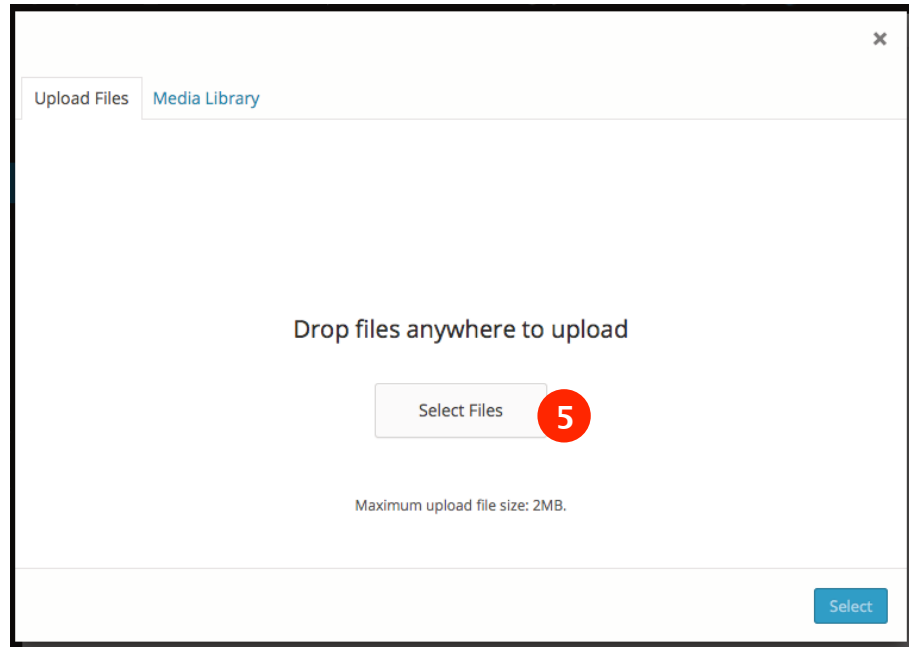 ×
Upload Files Media Library
Drop files anywhere to upload
Select Files 5
Maximum upload file size: 2MB.
Select